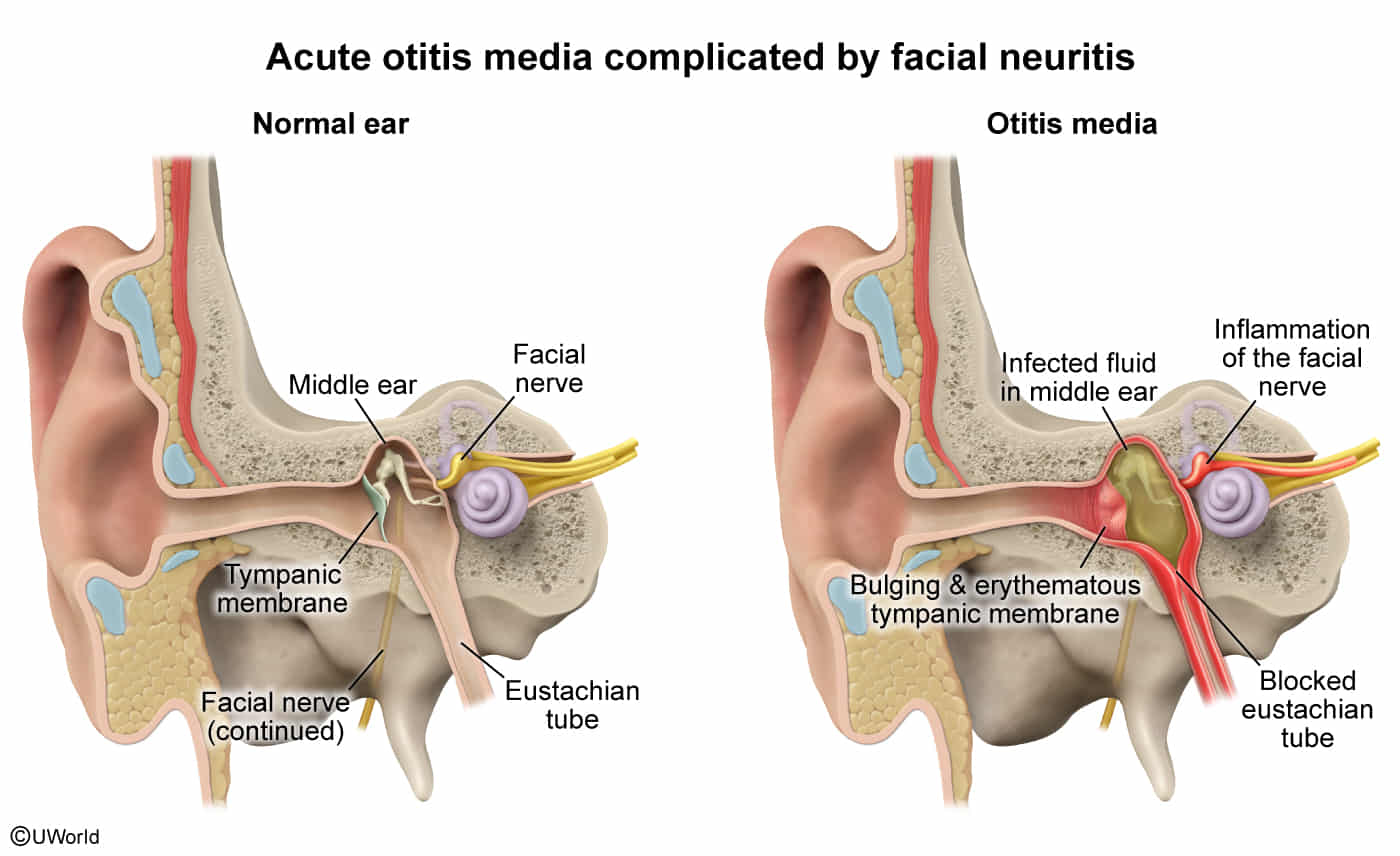 Acute otitis media complicated by facial neuritis
Normal ear
Middle ear
Facial
nerve
Tympanic
membrane
Facial nerve
(continued)
Eustachian
tube
Otitis media
Infected fluid
in middle ear
Inflammation
of the facial
nerve
Bulging & erythematous
tympanic membrane
Blocked
eustachian
tube
©UWorld